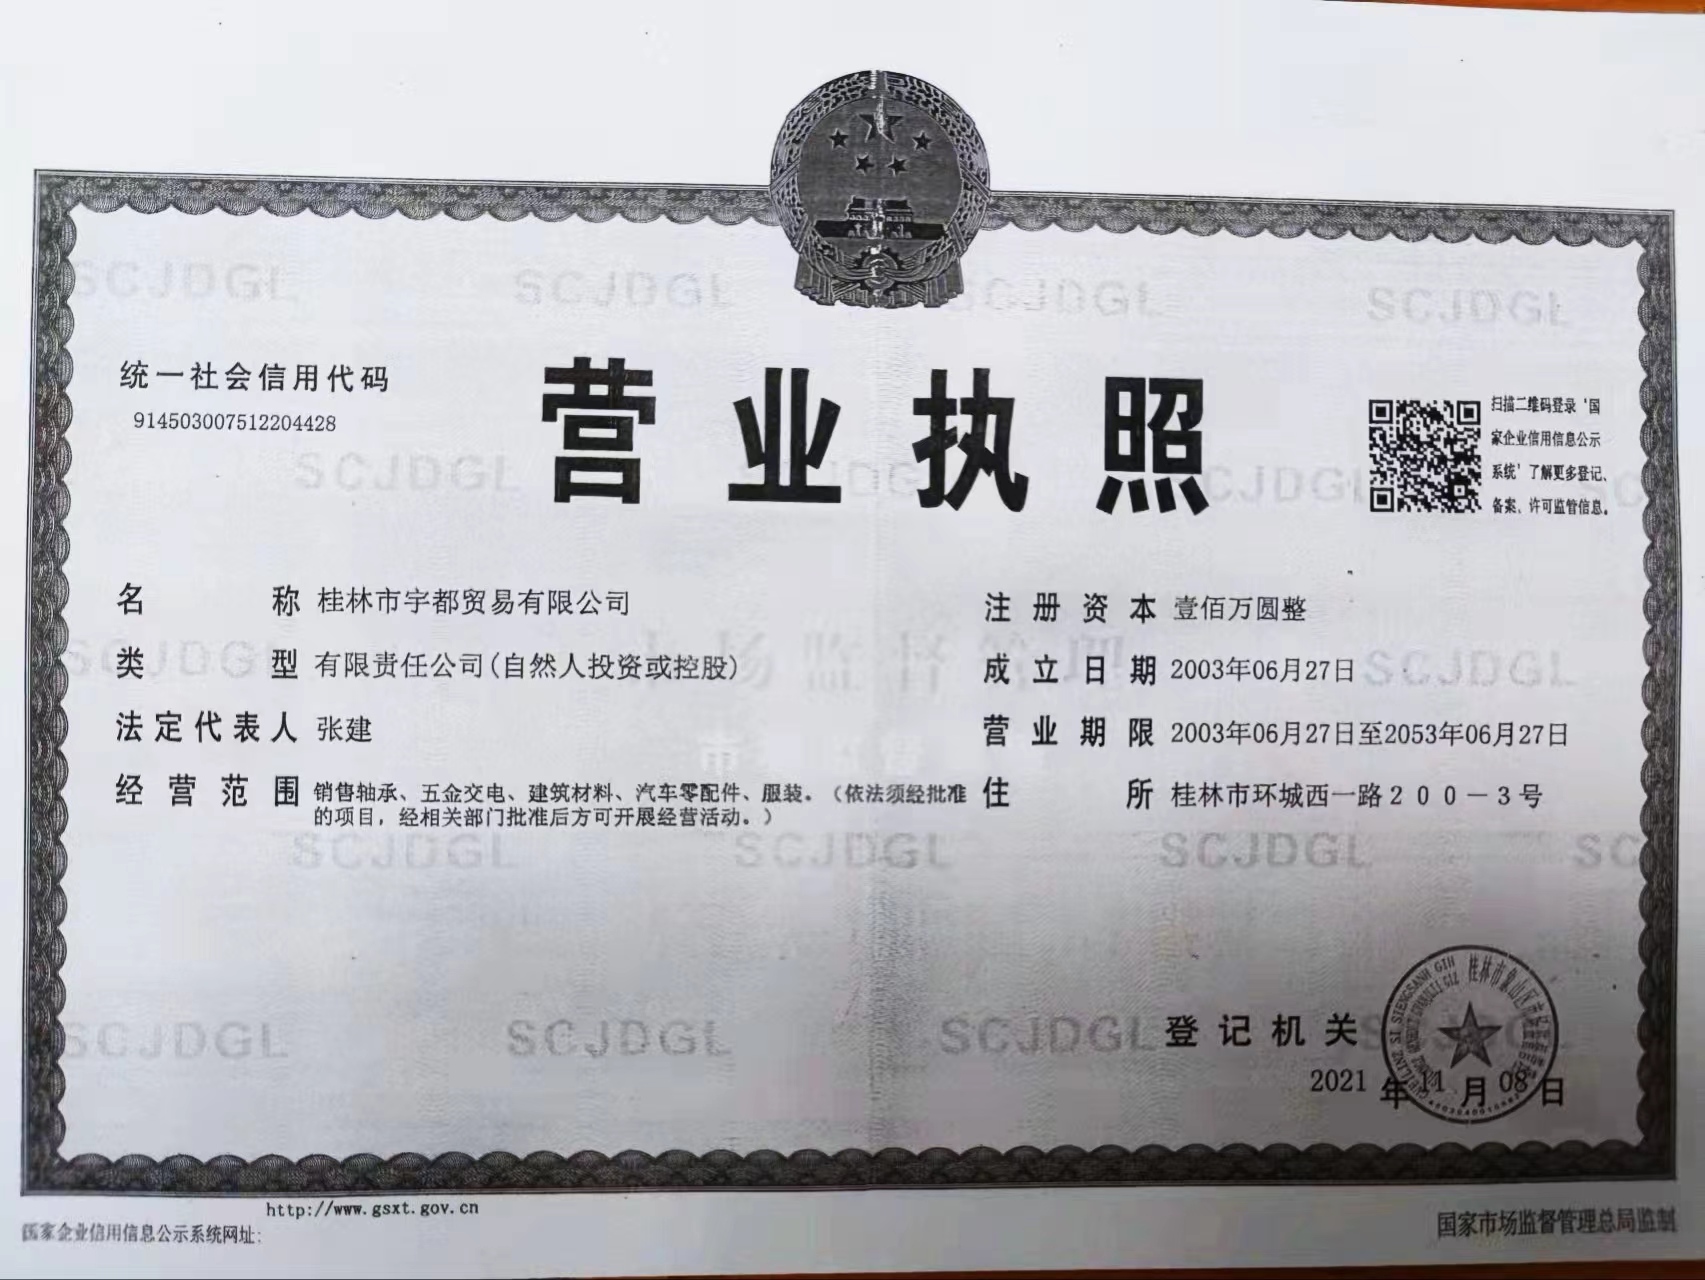 统一社会信用代码
914503007512204428
营业执照
扫描二维码登录‘国
家企业信用信息公示
系统’了解更多登记、
备案、许可监管信息。
名称 桂林市宇都贸易有限公司
类型 有限责任公司(自然人投资或控股)
法定代表人 张建
经营范围 销售轴承、五金交电、建筑材料、汽车零配件、服装。（依法须经批准
的项目，经相关部门批准后方可开展经营活动。）
注册资本 壹佰万圆整
成立日期 2003年06月27日
营业期限 2003年06月27日至2053年06月27日
住所 桂林市环城西一路200－3号
登记机关
2021年11月08日
http://www.gsxt.gov.cn
国家企业信用信息公示系统网址:
国家市场监督管理总局监制
SCJDGL